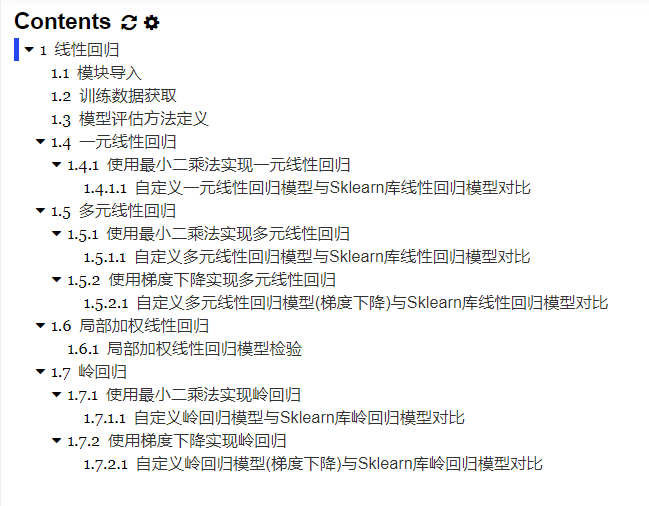 Contents
1 线性回归
1.1 模块导入
1.2 训练数据获取
1.3 模型评估方法定义
1.4 一元线性回归
1.4.1 使用最小二乘法实现一元线性回归
1.4.1.1 自定义一元线性回归模型与Sklearn库线性回归模型对比
1.5 多元线性回归
1.5.1 使用最小二乘法实现多元线性回归
1.5.1.1 自定义多元线性回归模型与Sklearn库线性回归模型对比
1.5.2 使用梯度下降实现多元线性回归
1.5.2.1 自定义多元线性回归模型(梯度下降)与Sklearn库线性回归模型对比
1.6 局部加权线性回归
1.6.1 局部加权线性回归模型检验
1.7 岭回归
1.7.1 使用最小二乘法实现岭回归
1.7.1.1 自定义岭回归模型与Sklearn库岭回归模型对比
1.7.2 使用梯度下降实现岭回归
1.7.2.1 自定义岭回归模型(梯度下降)与Sklearn库岭回归模型对比